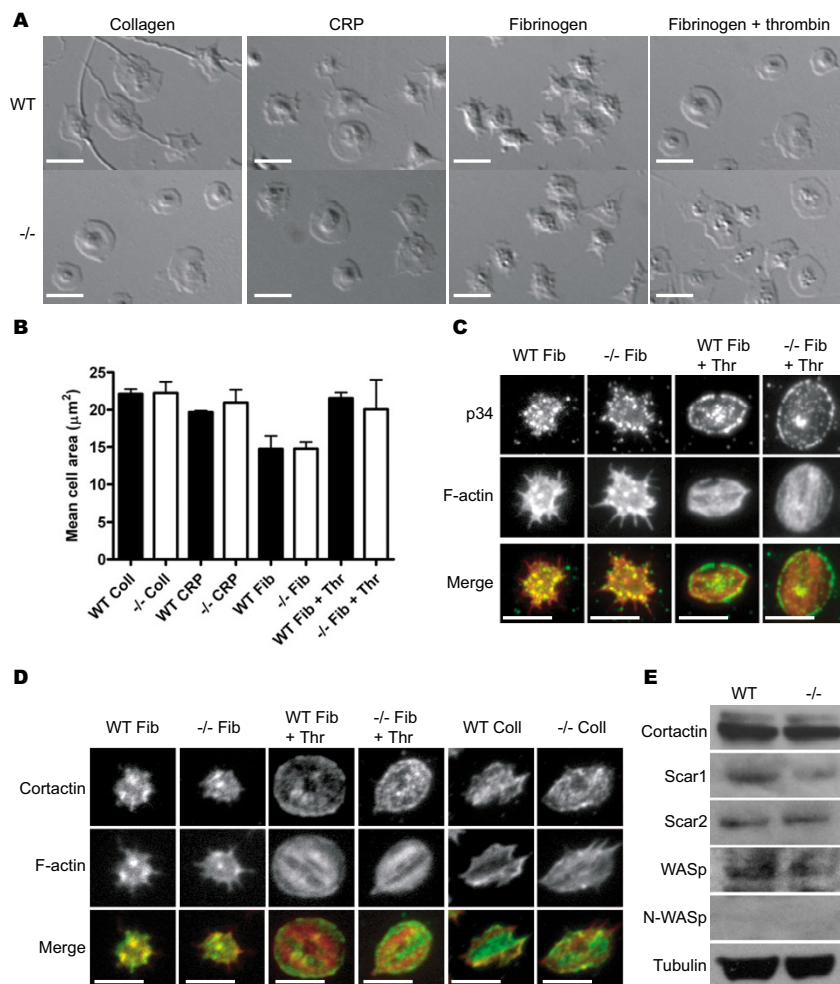 A
Collagen CRP Fibrinogen Fibrinogen + thrombin
WT
-/-
B
Mean cell area (μm²)
25
20
15
10
5
0
WT Coll
-/- Coll
WT CRP
-/- CRP
WT Fib
-/- Fib
WT Fib + Thr
-/- Fib + Thr
C
WT Fib -/- Fib WT Fib + Thr -/- Fib + Thr
p34
F-actin
Merge
D
WT Fib -/- Fib WT Fib + Thr -/- Fib + Thr WT Coll -/- Coll
Cortactin
F-actin
Merge
E
WT -/-
Cortactin
Scar1
Scar2
WASp
N-WASp
Tubulin